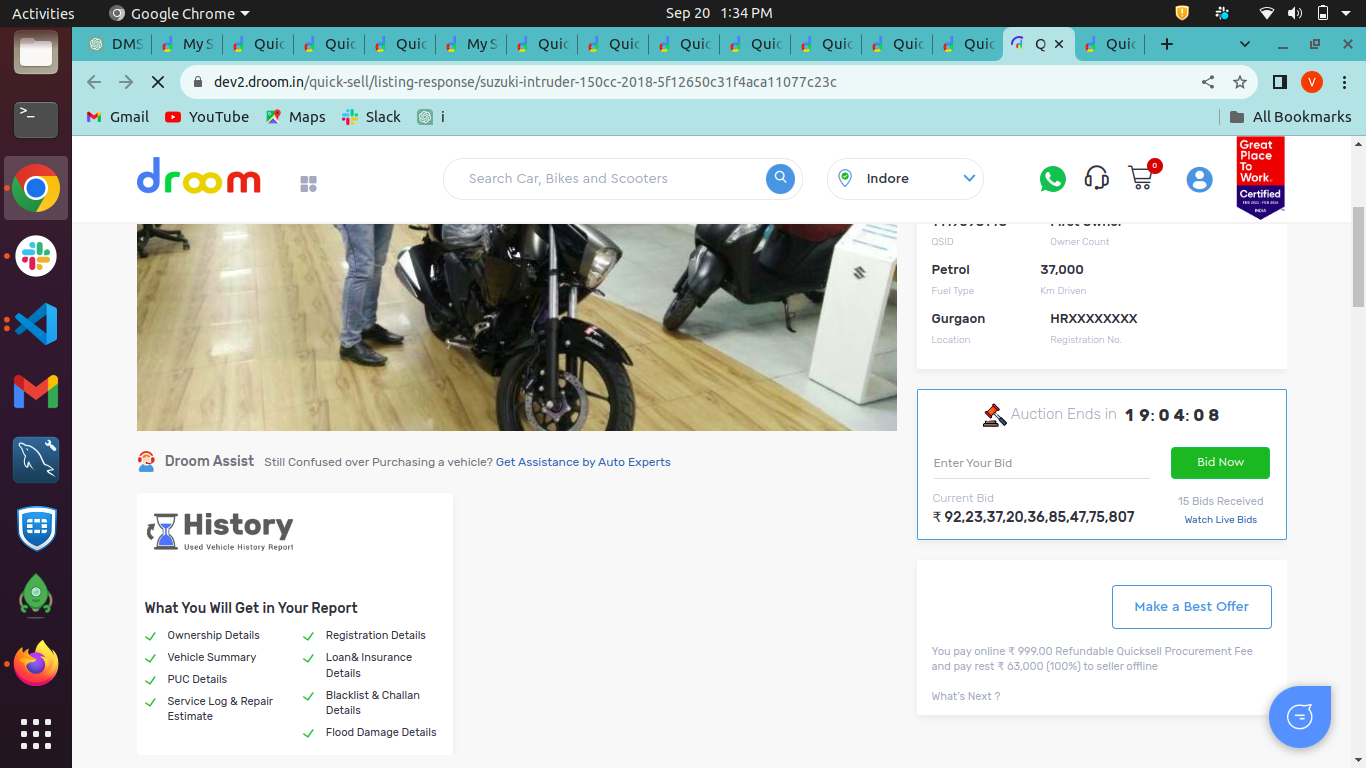 Activities
Google Chrome
Sep 20 1:34 PM
DMS
My S
Quic
Quic
Quic
My S
Quic
Quic
Quic
Quic
Quic
Quic
Quic
Q
Quic
dev2.droom.in/quick-sell/listing-response/suzuki-intruder-150cc-2018-5f12650c31f4aca11077c23c
V
Gmail
YouTube
Maps
Slack
i
All Bookmarks
droom
Search Car, Bikes and Scooters
Indore
0
Great
Place
To
Work.
Certified
INDIA
QSID
Owner Count
Petrol
37,000
Fuel Type
Km Driven
Gurgaon
HRXXXXXXXX
Location
Registration No.
Auction Ends in 19:04:08
Enter Your Bid
Bid Now
Current Bid
15 Bids Received
₹ 92,23,37,20,36,85,47,75,807
Watch Live Bids
Droom Assist
Still Confused over Purchasing a vehicle? Get Assistance by Auto Experts
History
Used Vehicle History Report
What You Will Get in Your Report
Ownership Details
Vehicle Summary
PUC Details
Service Log & Repair
Estimate
Registration Details
Loan& Insurance
Details
Blacklist & Challan
Details
Flood Damage Details
Make a Best Offer
You pay online ₹ 999.00 Refundable Quicksell Procurement Fee
and pay rest ₹ 63,000 (100%) to seller offline
What's Next ?